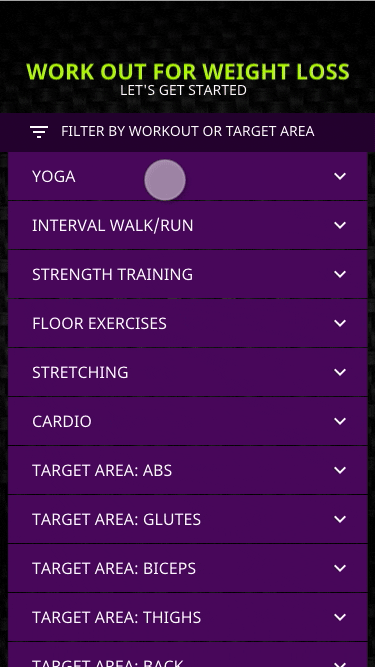 WORK OUT FOR WEIGHT LOSS
LET'S GET STARTED
FILTER BY WORKOUT OR TARGET AREA
YOGA
INTERVAL WALK/RUN
STRENGTH TRAINING
FLOOR EXERCISES
STRETCHING
CARDIO
TARGET AREA: ABS
TARGET AREA: GLUTES
TARGET AREA: BICEPS
TARGET AREA: THIGHS
TARGET AREA: BACK